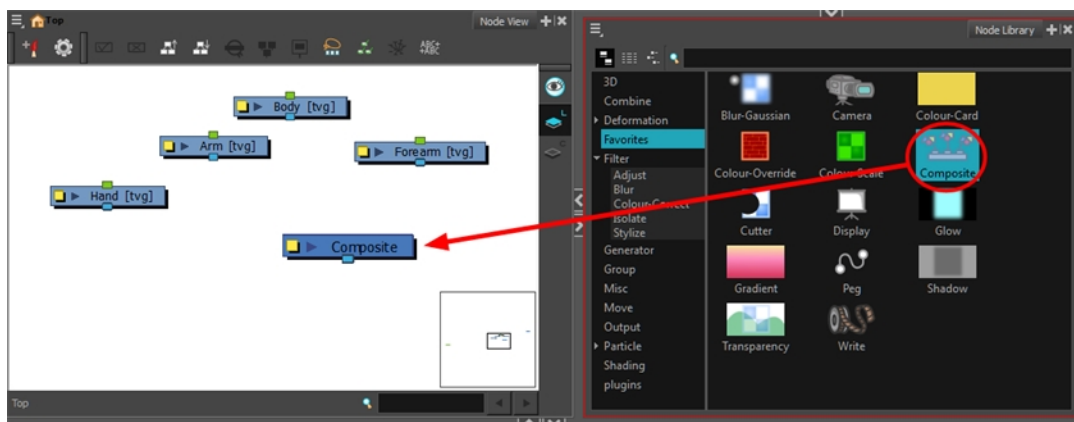 Top
Node View
ABC
Body [tvg]
Arm [tvg]
Forearm [tvg]
Hand [tvg]
Composite
Top
Node Library
3D
Combine
Deformation
Favorites
Filter
Adjust
Blur
Colour-Correct
Isolate
Stylize
Generator
Group
Misc
Move
Output
Particle
Shading
plugins
Blur-Gaussian Camera Colour-Card
Colour-Override Colour-Scale Composite
Cutter Display Glow
Gradient Peg Shadow
Transparency Write